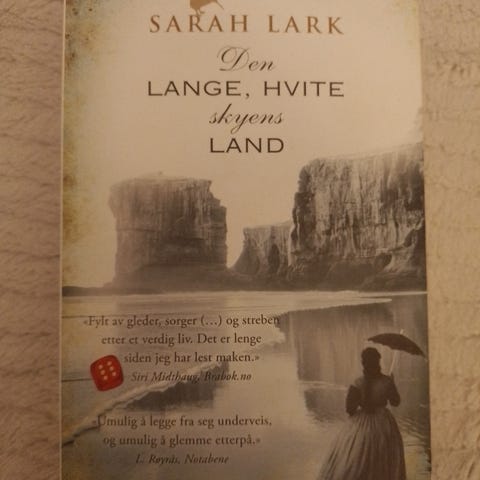 SARAH LARK
Den
LANGE, HVITE
skyens
LAND
«Fylt av gleder, sorger (...) og streben
etter et verdig liv. Det er lenge
siden jeg har lest maken.»
Siri Midthaug, Brabok.no
«Umulig å legge fra seg underveis,
og umulig å glemme etterpå.»
L. Røyrås, Notabene